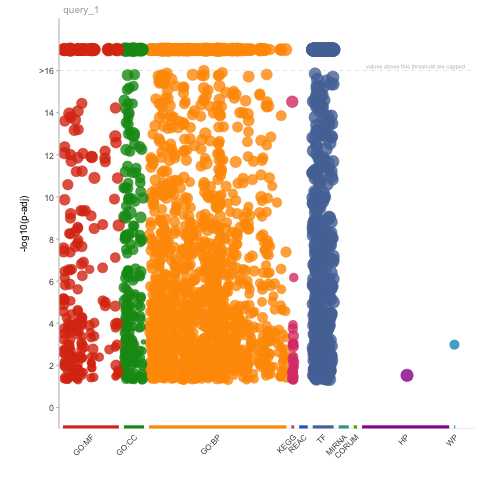 query_1
values above this threshold are capped
>16
14
12
10
8
6
4
2
0
-log10(p-adj)
GO:MF
GO:CC
GO:BP
KEGG
REAC
TF
MIRNA
CORUM
HP
WP